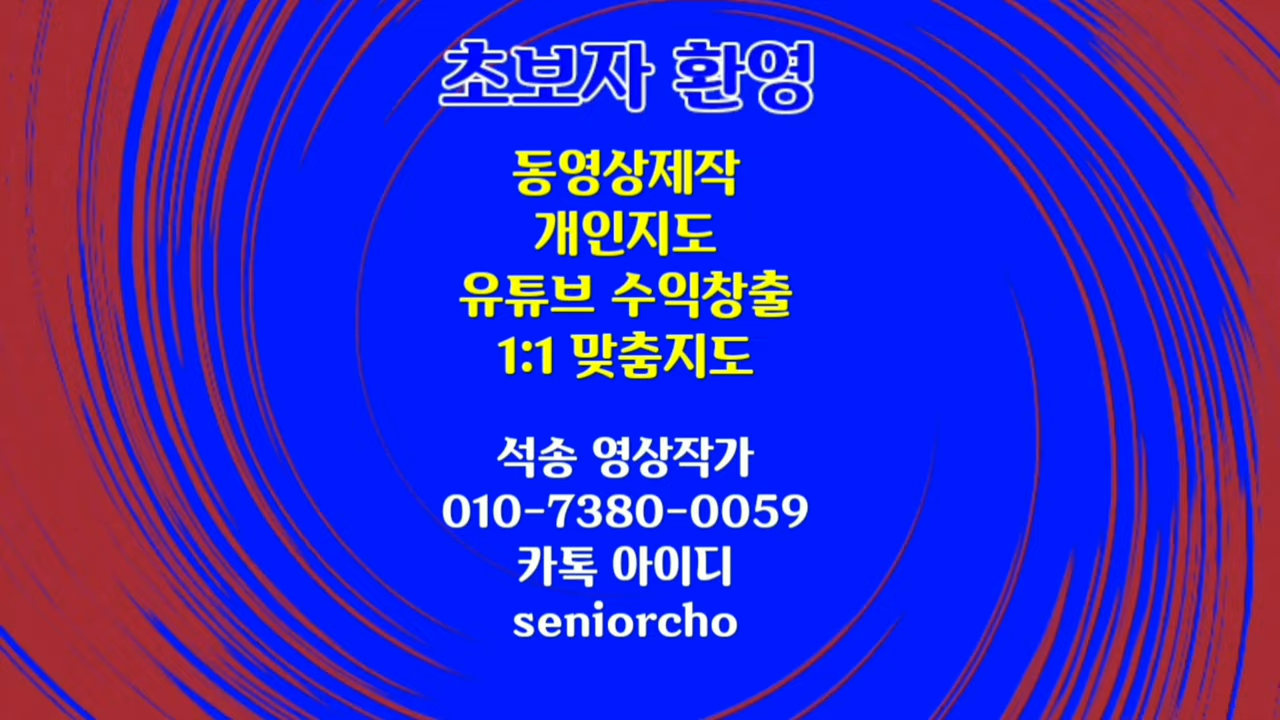 초보자 환영
동영상제작
개인지도
유튜브 수익창출
1:1 맞춤지도
석송 영상작가
010-7380-0059
카톡 아이디
seniorcho